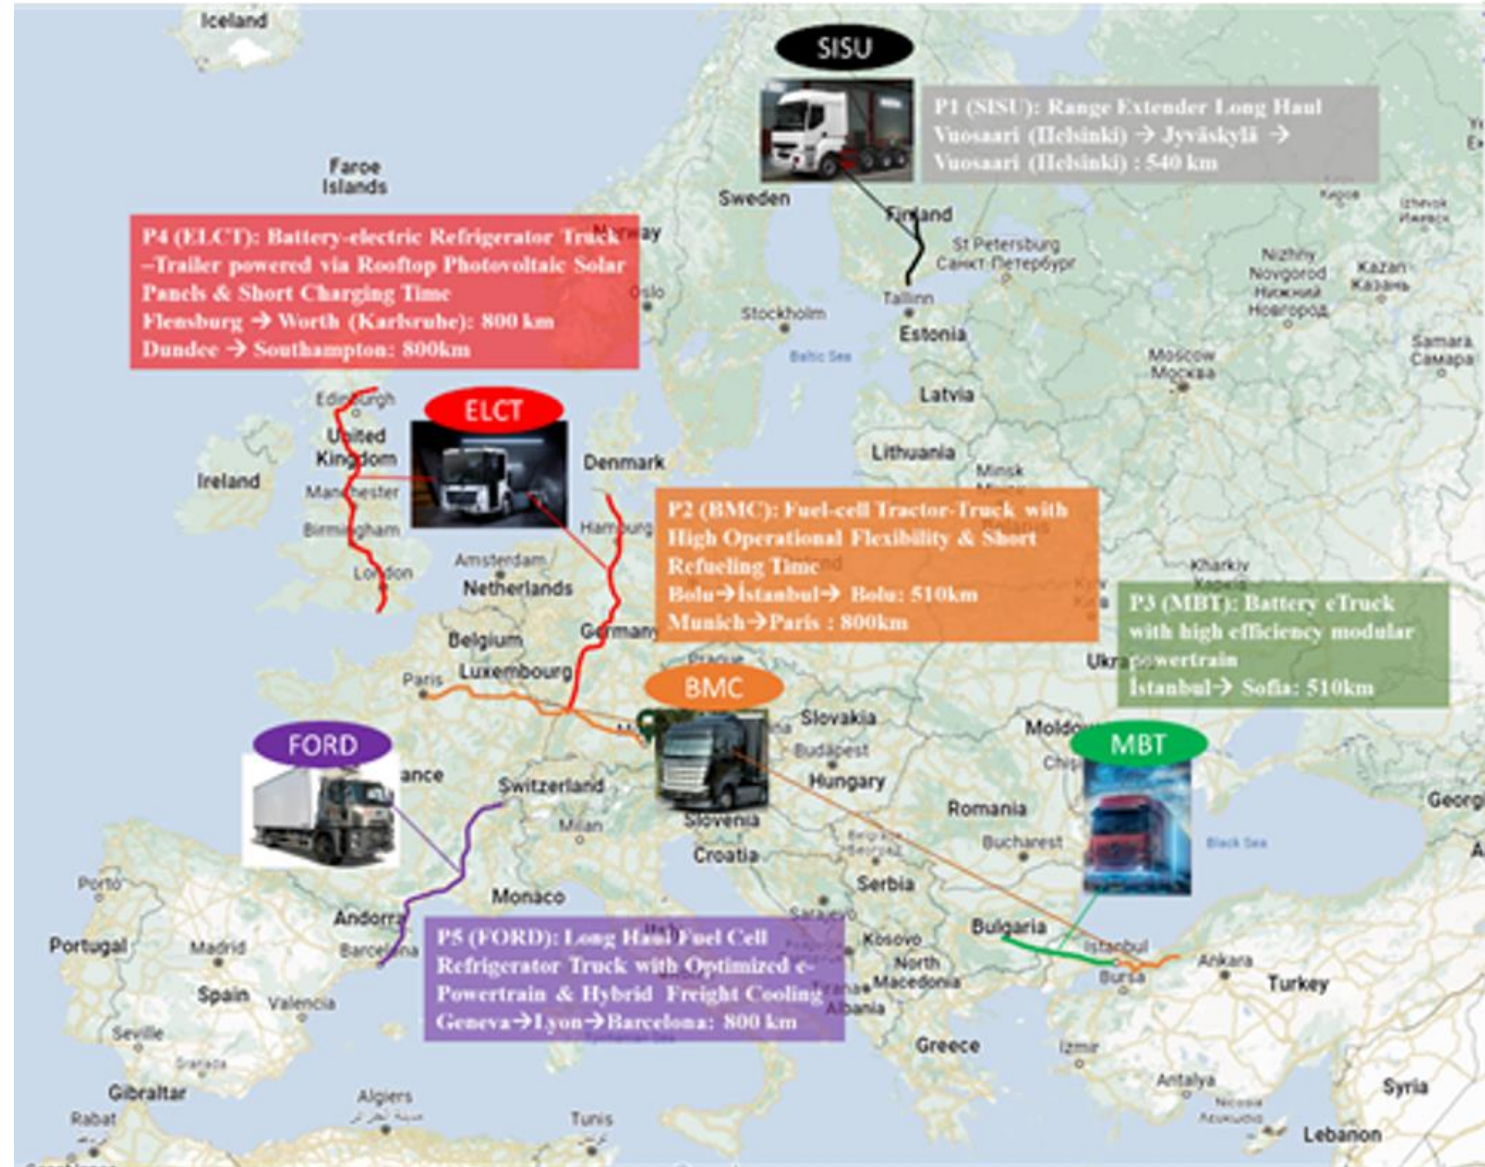 Iceland
SISU
P1 (SISU): Range Extender Long Haul
Vuosaari (Helsinki) → Jyväskylä →
Vuosaari (Helsinki) : 540 km
Faroe
Islands
Sweden
Finland
Киров
Izhevsk
Ижевск
P4 (ELCT): Battery-electric Refrigerator Truck
–Trailer powered via Rooftop Photovoltaic Solar
Panels & Short Charging Time
Flensburg → Worth (Karlsruhe): 800 km
Dundee → Southampton: 800km
Norway
Oslo
St Petersburg
Санкт-Петербург
Nizhny
Novgorod
Нижний
Новгород
Kazan
Казань
Tallinn
Stockholm
Estonia
Baltic Sea
Moscow
Москва
Samara
Самара
Latvia
Edinburgh
ELCT
United
Kingdom
Ireland
Denmark
Lithuania
Minsk
Manchester
Birmingham
Hamburg
P2 (BMC): Fuel-cell Tractor-Truck with
High Operational Flexibility & Short
Refueling Time
Bolu→İstanbul→ Bolu: 510km
Munich→Paris : 800km
London
Amsterdam
Netherlands
Kharkiv
Харків
P3 (MBT): Battery eTruck
with high efficiency modular
powertrain
İstanbul→ Sofia: 510km
Belgium
Germany
Luxembourg
Prague
Paris
BMC
Slovakia
FORD
MBT
Budapest
Hungary
Switzerland
Milan
Slovenia
Romania
Bucharest
Black Sea
Croatia
Serbia
Porto
Monaco
Andorra
Sarajevo
Bulgaria
Portugal
Madrid
Barcelona
P5 (FORD): Long Haul Fuel Cell
Refrigerator Truck with Optimized e-
Powertrain & Hybrid Freight Cooling
Geneva→Lyon→Barcelona: 800 km
Kosovo
North
Macedonia
Albania
Istanbul
Bursa
Ankara
Turkey
Spain
Valencia
Seville
Granada
Greece
Izmir
Antalya
Gibraltar
Rabat
Algiers
Tunis
Nicosia
Λευκωσία
Syria
Lebanon